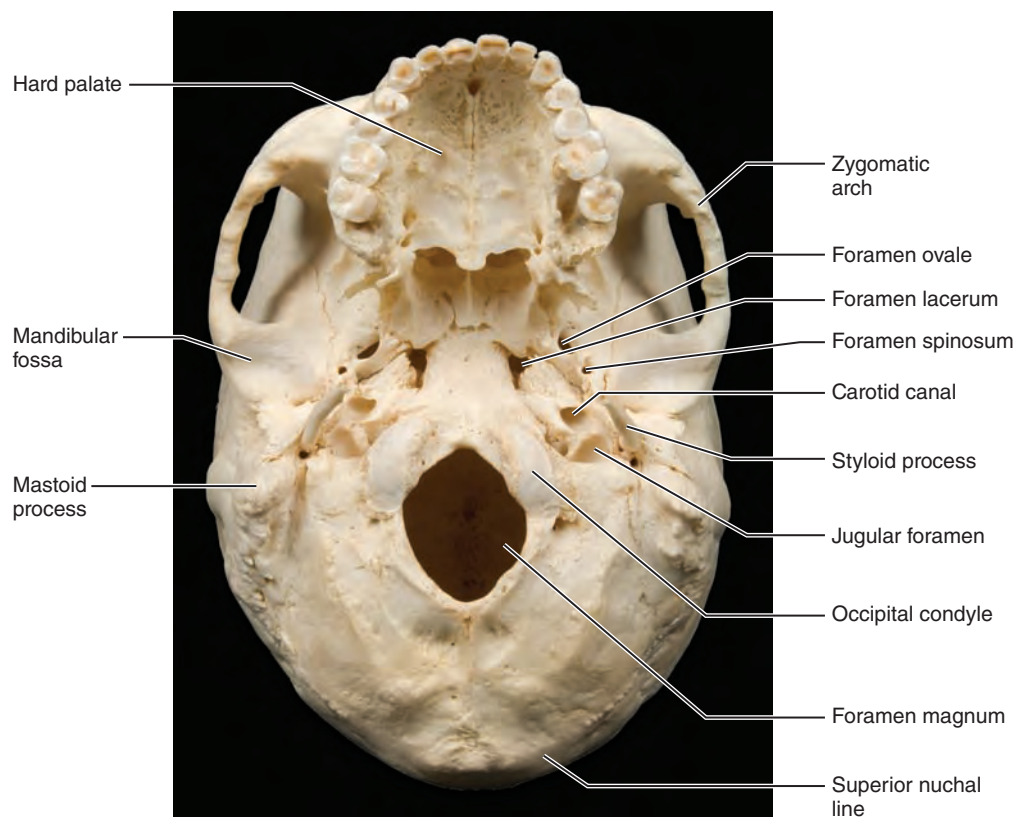 Hard palate
Zygomatic
arch
Foramen ovale
Foramen lacerum
Mandibular
fossa
Foramen spinosum
Carotid canal
Styloid process
Mastoid
process
Jugular foramen
Occipital condyle
Foramen magnum
Superior nuchal
line